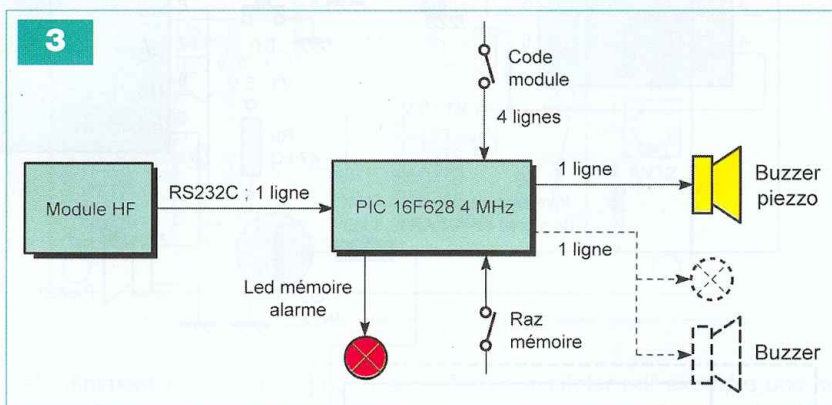 3
Code
module
4 lignes
Module HF
RS232C ; 1 ligne
PIC 16F628 4 MHz
1 ligne
Buzzer
piezzo
1 ligne
Led mémoire
alarme
Raz
mémoire
Buzzer